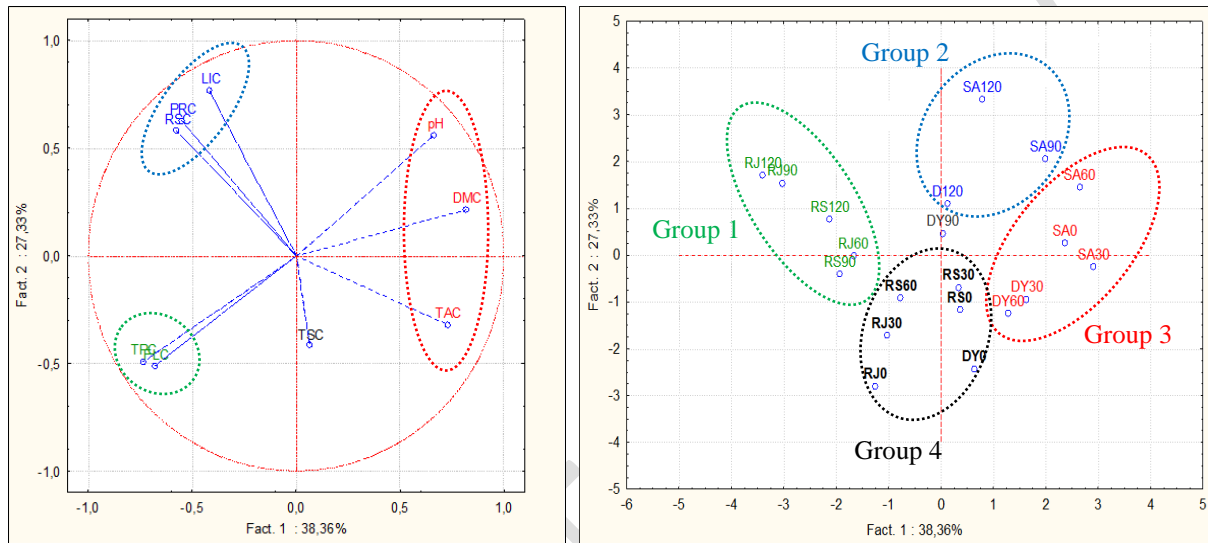 1,0
0,5
0,0
-0,5
-1,0
Fact. 2 : 27,33%
LIC
PRC
RSC
pH
DMC
TAC
TSC
TPC
FLC
-1,0 -0,5 0,0 0,5 1,0
Fact. 1 : 38,36%
5
4
3
2
1
0
-1
-2
-3
-4
-5
Fact. 2 : 27,33%
Group 2
SA120
SA90
RJ120
RJ90
SA60
D120
RS120
DY90
SA0
Group 1
RJ60
RS90
SA30
RS30
RS60
RS0
DY30
DY60
RJ30
Group 3
DY0
RJ0
Group 4
-6 -5 -4 -3 -2 -1 0 1 2 3 4 5
Fact. 1 : 38,36%